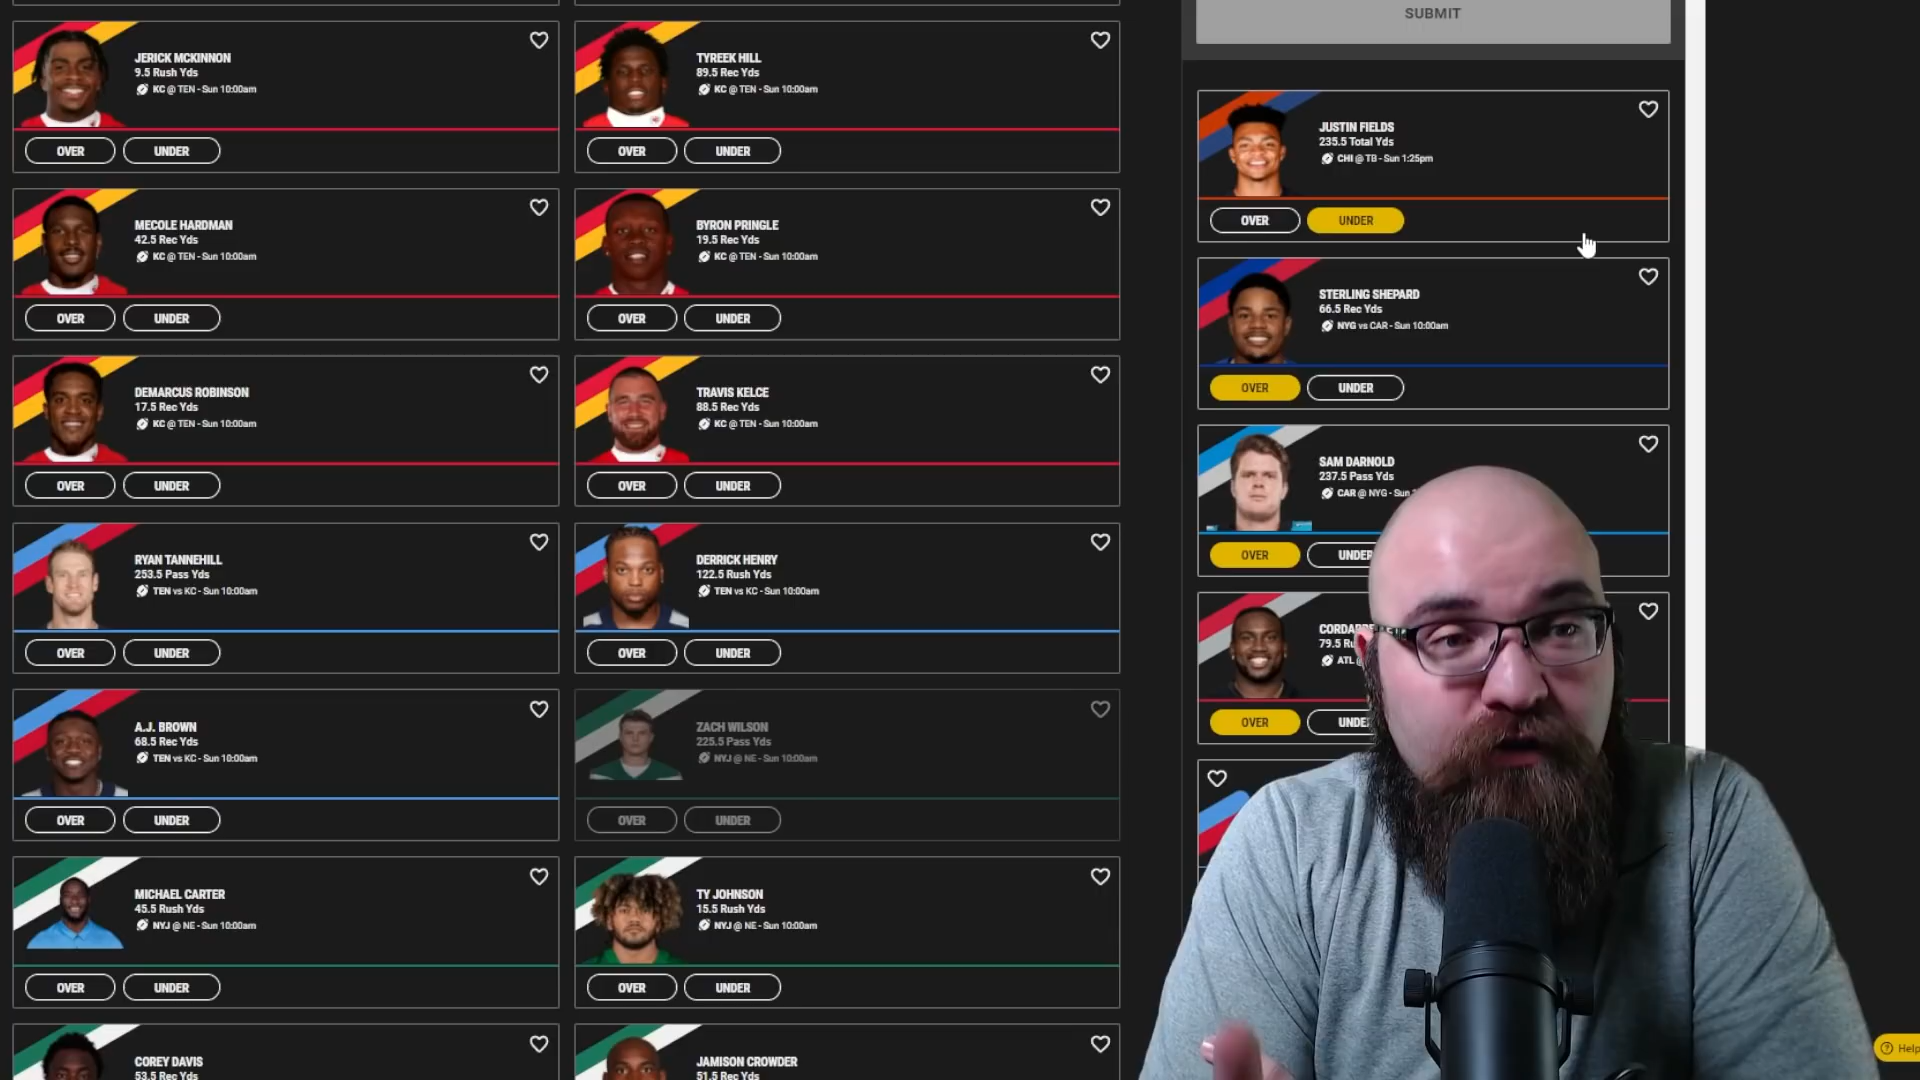 JERICK MCKINNON
9.5 Rush Yds
KC @ TEN - Sun 10:00am
OVER
UNDER
TYREEK HILL
89.5 Rec Yds
KC @ TEN - Sun 10:00am
OVER
UNDER
MECOLE HARDMAN
42.5 Rec Yds
KC @ TEN - Sun 10:00am
OVER
UNDER
BYRON PRINGLE
19.5 Rec Yds
KC @ TEN - Sun 10:00am
OVER
UNDER
DEMARCUS ROBINSON
17.5 Rec Yds
KC @ TEN - Sun 10:00am
OVER
UNDER
TRAVIS KELCE
88.5 Rec Yds
KC @ TEN - Sun 10:00am
OVER
UNDER
RYAN TANNEHILL
253.5 Pass Yds
TEN vs KC - Sun 10:00am
OVER
UNDER
DERRICK HENRY
122.5 Rush Yds
TEN vs KC - Sun 10:00am
OVER
UNDER
A.J. BROWN
68.5 Rec Yds
TEN vs KC - Sun 10:00am
OVER
UNDER
ZACH WILSON
225.5 Pass Yds
NYJ @ NE - Sun 10:00am
OVER
UNDER
MICHAEL CARTER
45.5 Rush Yds
NYJ @ NE - Sun 10:00am
OVER
UNDER
TY JOHNSON
15.5 Rush Yds
NYJ @ NE - Sun 10:00am
OVER
UNDER
COREY DAVIS
53.5 Rec Yds
JAMISON CROWDER
51.5 Rec Yds
SUBMIT
JUSTIN FIELDS
235.5 Total Yds
CHI @ TB - Sun 1:25pm
OVER
UNDER
STERLING SHEPARD
66.5 Rec Yds
NYG vs CAR - Sun 10:00am
OVER
UNDER
SAM DARNOLD
237.5 Pass Yds
CAR @ NYG - Sun
OVER
UNDER
79.5
ATL @
OVER
Help